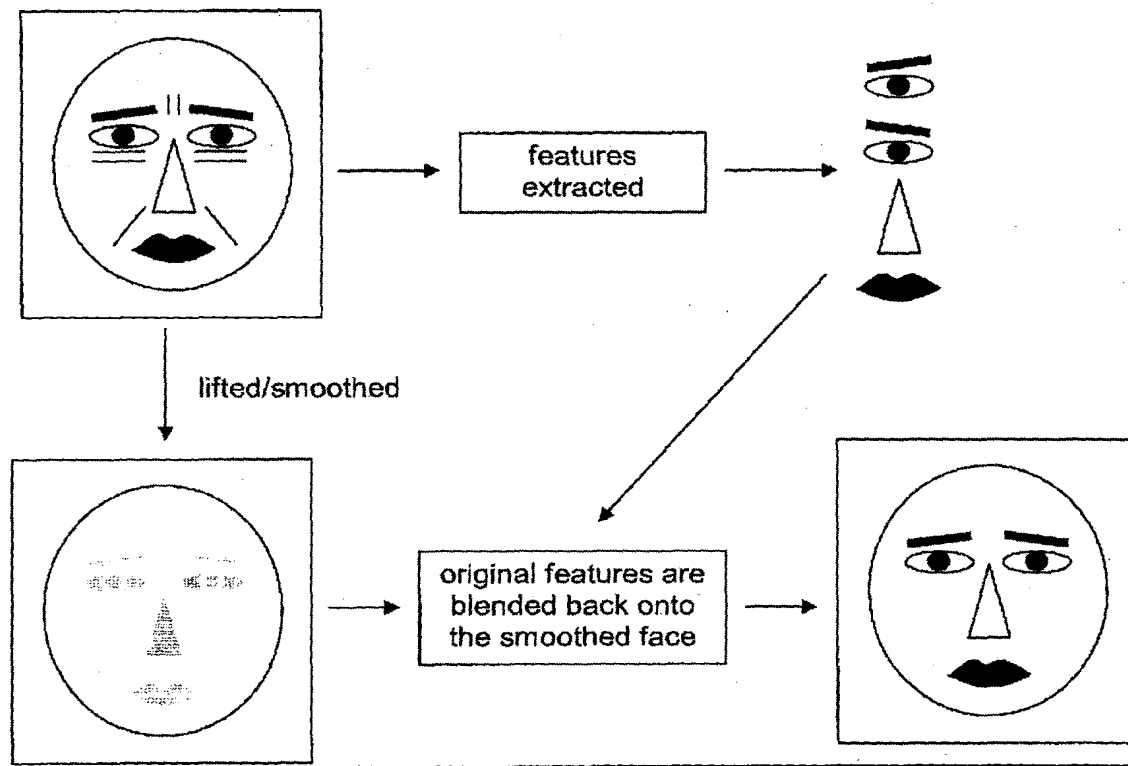 features
extracted
lifted/smoothed
original features are
blended back onto
the smoothed face